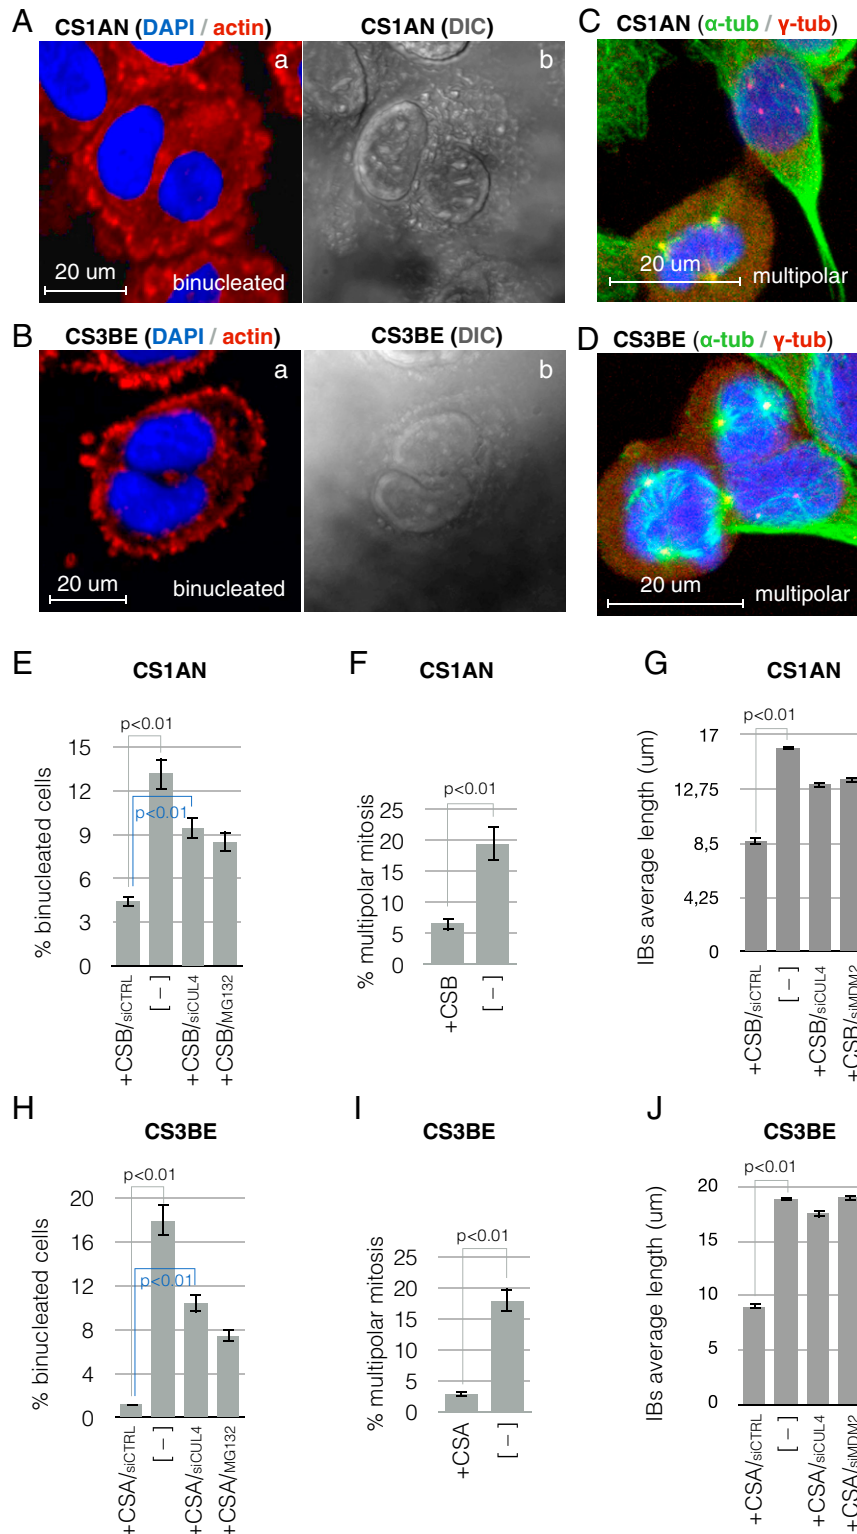 A CS1AN (DAPI / actin) CS1AN (DIC)
a b
20 um binucleated
C CS1AN (α-tub / γ-tub)
20 um multipolar
B CS3BE (DAPI / actin) CS3BE (DIC)
a b
20 um binucleated
D CS3BE (α-tub / γ-tub)
20 um multipolar
E CS1AN
p<0.01
p<0.01
% binucleated cells
15
12
9
6
3
0
+CSB/siCTRL
[ – ]
+CSB/siCUL4
+CSB/MG132
F CS1AN
p<0.01
% multipolar mitosis
25
20
15
10
5
0
+CSB
[ – ]
G CS1AN
p<0.01
IBs average length (um)
17
12,75
8,5
4,25
0
+CSB/siCTRL
[ – ]
+CSB/siCUL4
+CSB/siMDM2
H CS3BE
p<0.01
p<0.01
% binucleated cells
20
16
12
8
4
0
+CSA/siCTRL
[ – ]
+CSA/siCUL4
+CSA/MG132
I CS3BE
p<0.01
% multipolar mitosis
25
20
15
10
5
0
+CSA
[ – ]
J CS3BE
p<0.01
IBs average length (um)
20
15
10
5
0
+CSA/siCTRL
[ – ]
+CSA/siCUL4
+CSA/siMDM2